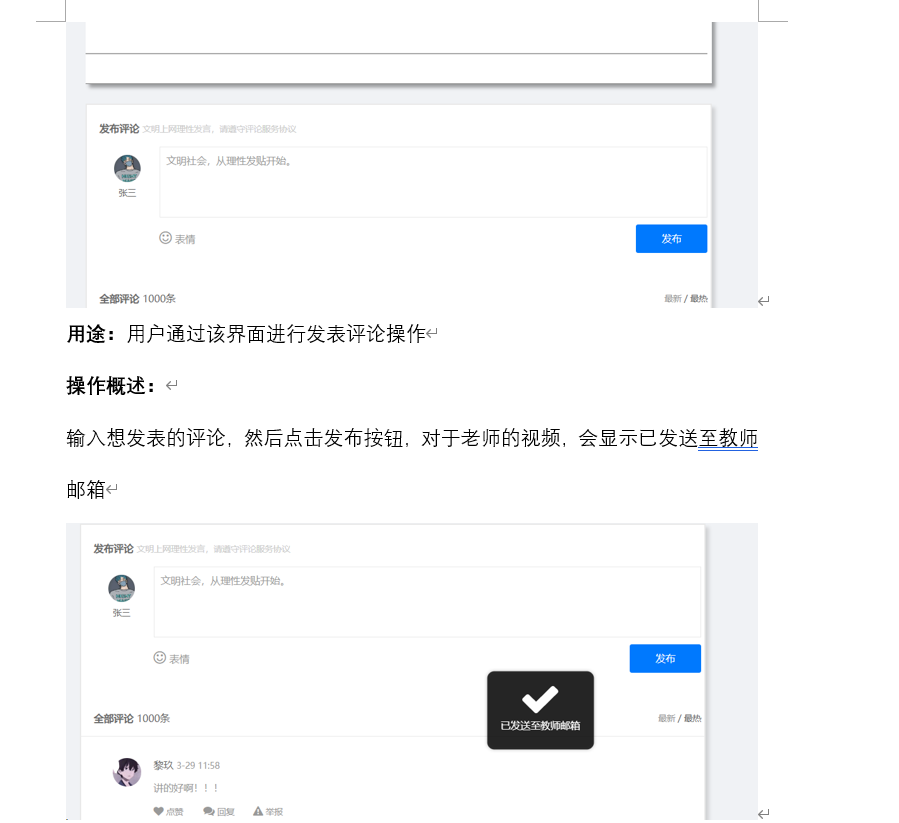 发布评论 文明上网理性发言，请遵守评论服务协议
文明社会，从理性发贴开始。
张三
表情
发布
全部评论 1000条
最新 / 最热
用途：用户通过该界面进行发表评论操作
操作概述：
输入想发表的评论，然后点击发布按钮，对于老师的视频，会显示已发送至教师
邮箱
发布评论 文明上网理性发言，请遵守评论服务协议
文明社会，从理性发贴开始。
张三
表情
发布
已发送至教师邮箱
全部评论 1000条
最新 / 最热
黎玖 3-29 11:58
讲的好啊！！！
点赞 回复 举报